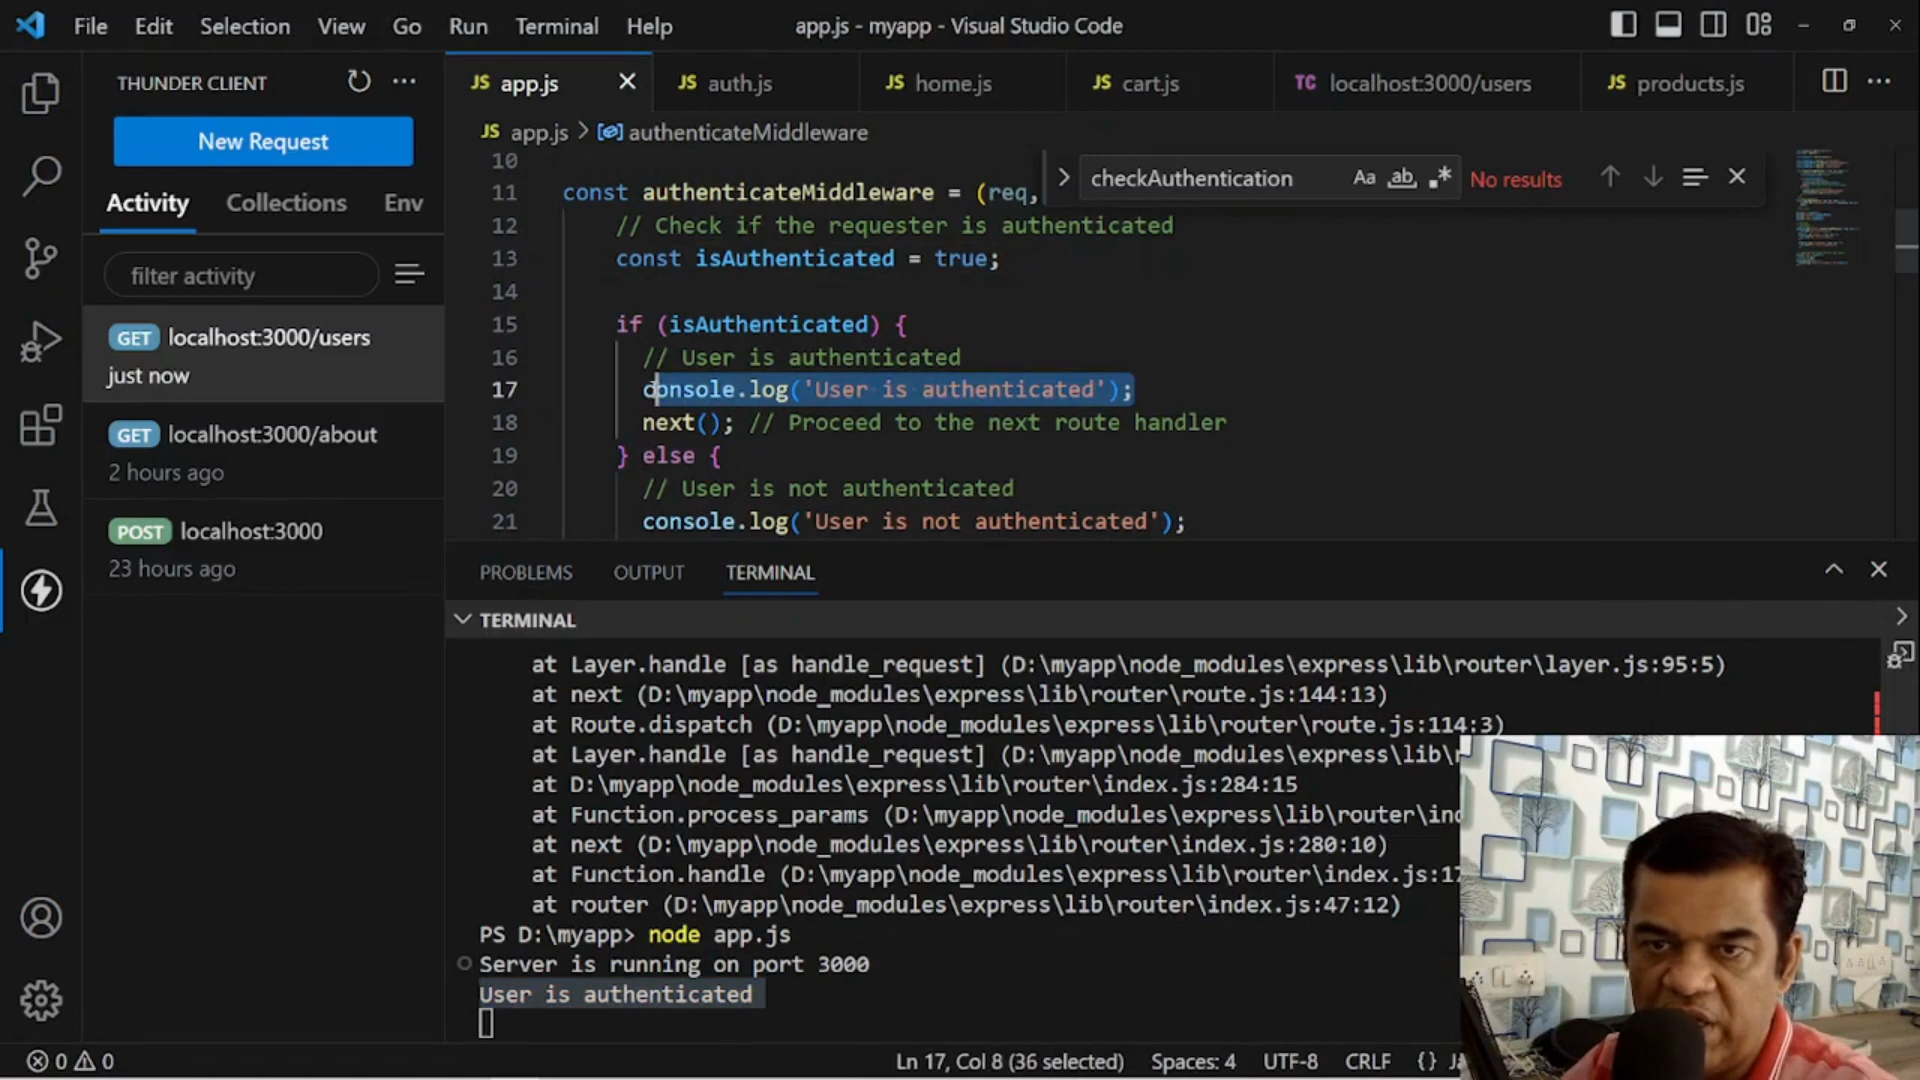 File Edit Selection View Go Run Terminal Help
app.js - myapp - Visual Studio Code
THUNDER CLIENT
New Request
Activity Collections Env
filter activity
GET localhost:3000/users
just now
GET localhost:3000/about
2 hours ago
POST localhost:3000
23 hours ago
JS app.js JS auth.js JS home.js JS cart.js TC localhost:3000/users JS products.js
JS app.js > authenticateMiddleware
checkAuthentication Aa ab No results
10
11 const authenticateMiddleware = (req,
12 // Check if the requester is authenticated
13 const isAuthenticated = true;
14
15 if (isAuthenticated) {
16 // User is authenticated
17 console.log('User is authenticated');
18 next(); // Proceed to the next route handler
19 } else {
20 // User is not authenticated
21 console.log('User is not authenticated');
PROBLEMS OUTPUT TERMINAL
TERMINAL
at Layer.handle [as handle_request] (D:\myapp\node_modules\express\lib\router\layer.js:95:5)
at next (D:\myapp\node_modules\express\lib\router\route.js:144:13)
at Route.dispatch (D:\myapp\node_modules\express\lib\router\route.js:114:3)
at Layer.handle [as handle_request] (D:\myapp\node_modules\express\lib\
at D:\myapp\node_modules\express\lib\router\index.js:284:15
at Function.process_params (D:\myapp\node_modules\express\lib\router\in
at next (D:\myapp\node_modules\express\lib\router\index.js:280:10)
at Function.handle (D:\myapp\node_modules\express\lib\router\index.js:1
at router (D:\myapp\node_modules\express\lib\router\index.js:47:12)
PS D:\myapp> node app.js
Server is running on port 3000
User is authenticated
0 0
Ln 17, Col 8 (36 selected) Spaces: 4 UTF-8 CRLF {}